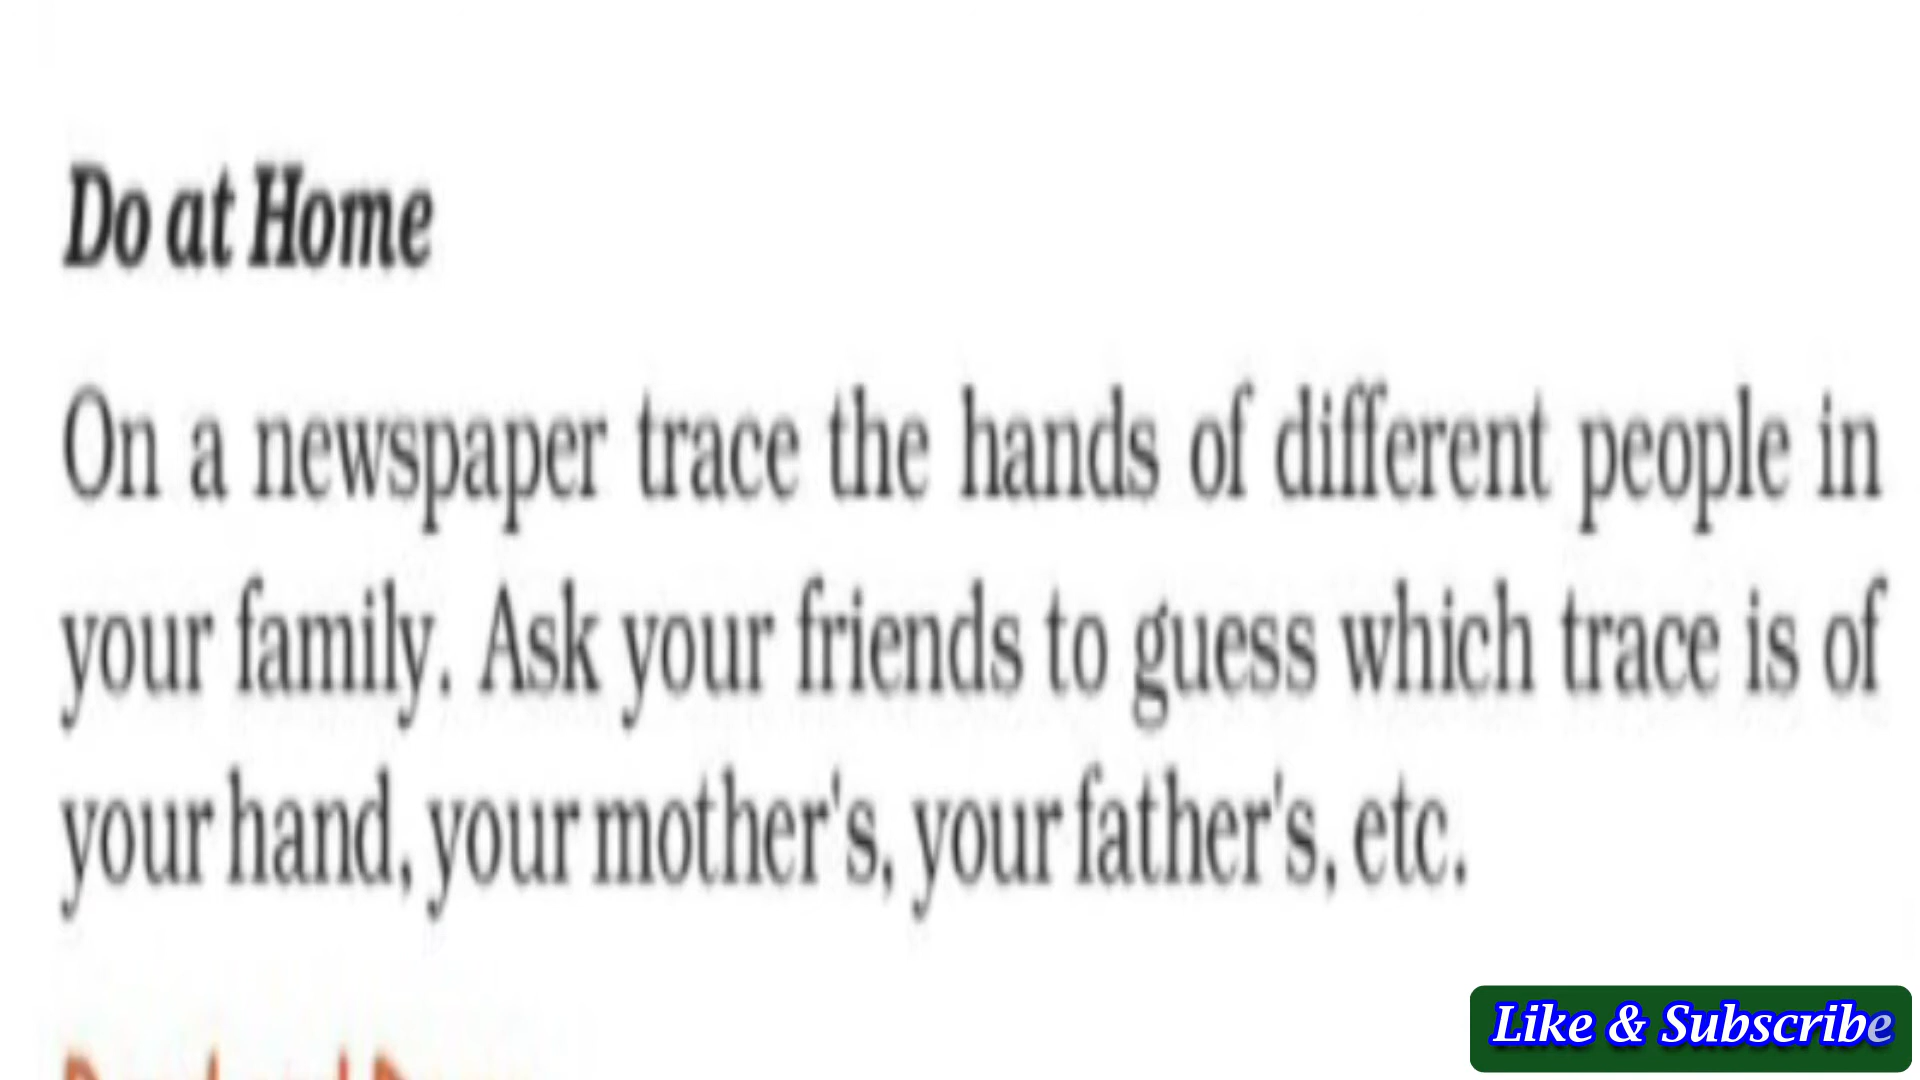 Do at Home
On a newspaper trace the hands of different people in
your family. Ask your friends to guess which trace is of
your hand, your mother's, your father's, etc.
Like & Subscribe